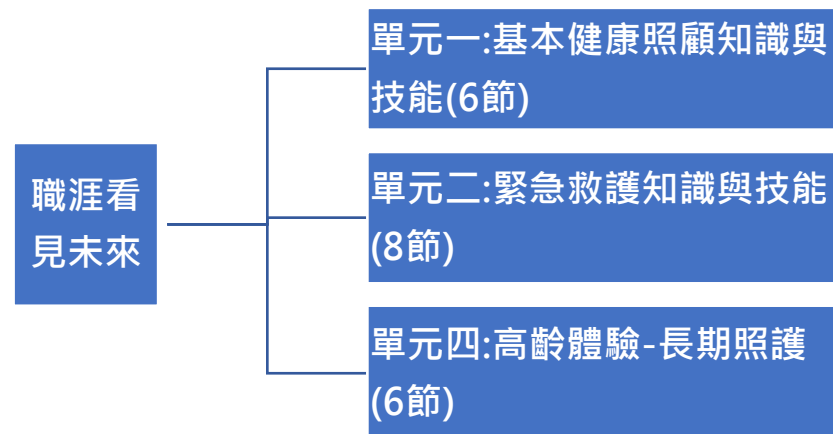 職涯看
見未來
單元一:基本健康照顧知識與
技能(6節)
單元二:緊急救護知識與技能
(8節)
單元四:高齡體驗-長期照護
(6節)